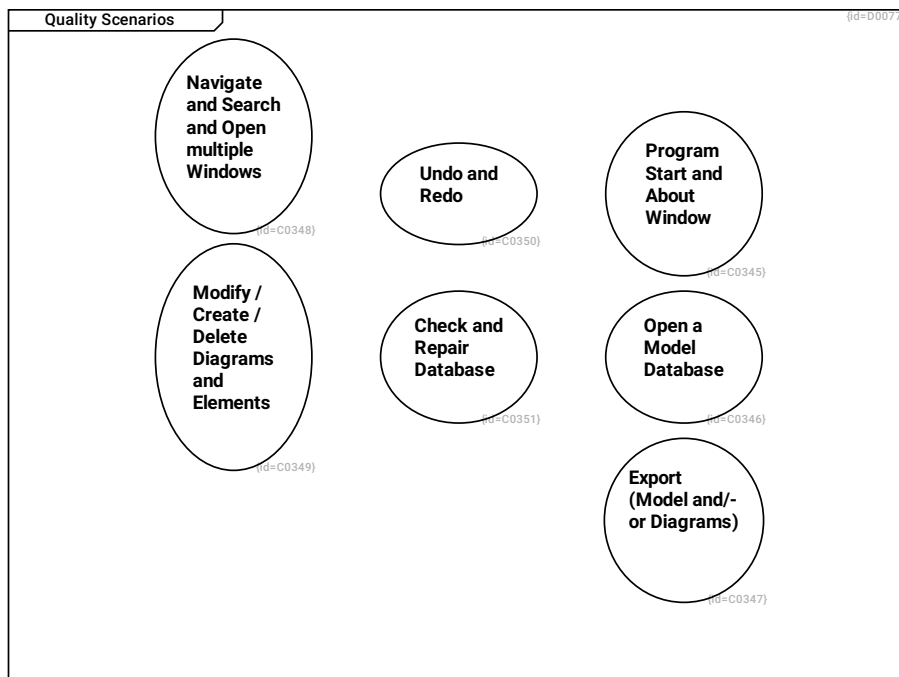 Quality Scenarios
{id=D0077
Navigate
and Search
and Open
multiple
Windows
{id=C0348}
Undo and
Redo
{id=C0350}
Program
Start and
About
Window
{id=C0345}
Modify /
Create /
Delete
Diagrams
and
Elements
{id=C0349}
Check and
Repair
Database
{id=C0351}
Open a
Model
Database
{id=C0346}
Export
(Model and/-
or Diagrams)
{id=C0347}